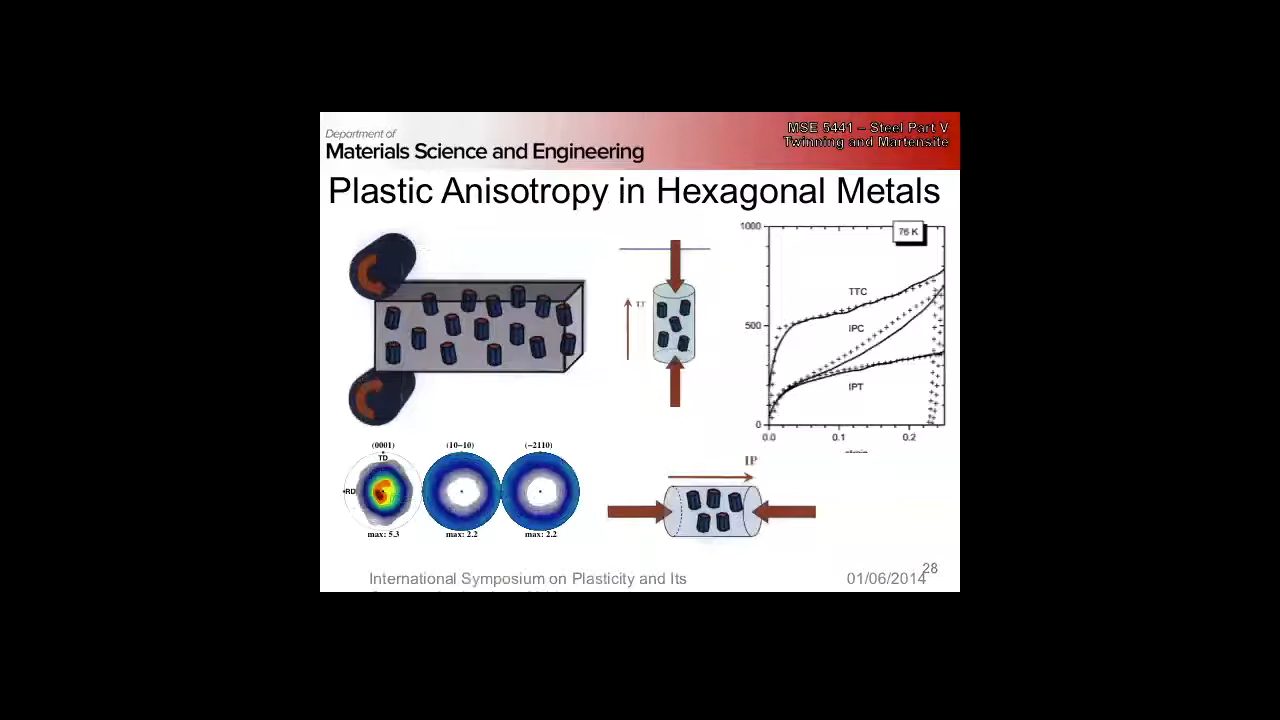 Department of
Materials Science and Engineering
MSE 5441 – Steel Part V
Twinning and Martensite
Plastic Anisotropy in Hexagonal Metals
TT
1000
500
0
76 K
TTC
IPC
IPT
0.0
0.1
0.2
(0001)
(10−10)
(−2110)
TD
RD
max: 5.3
max: 2.2
max: 2.2
IP
International Symposium on Plasticity and Its
01/06/2014
28